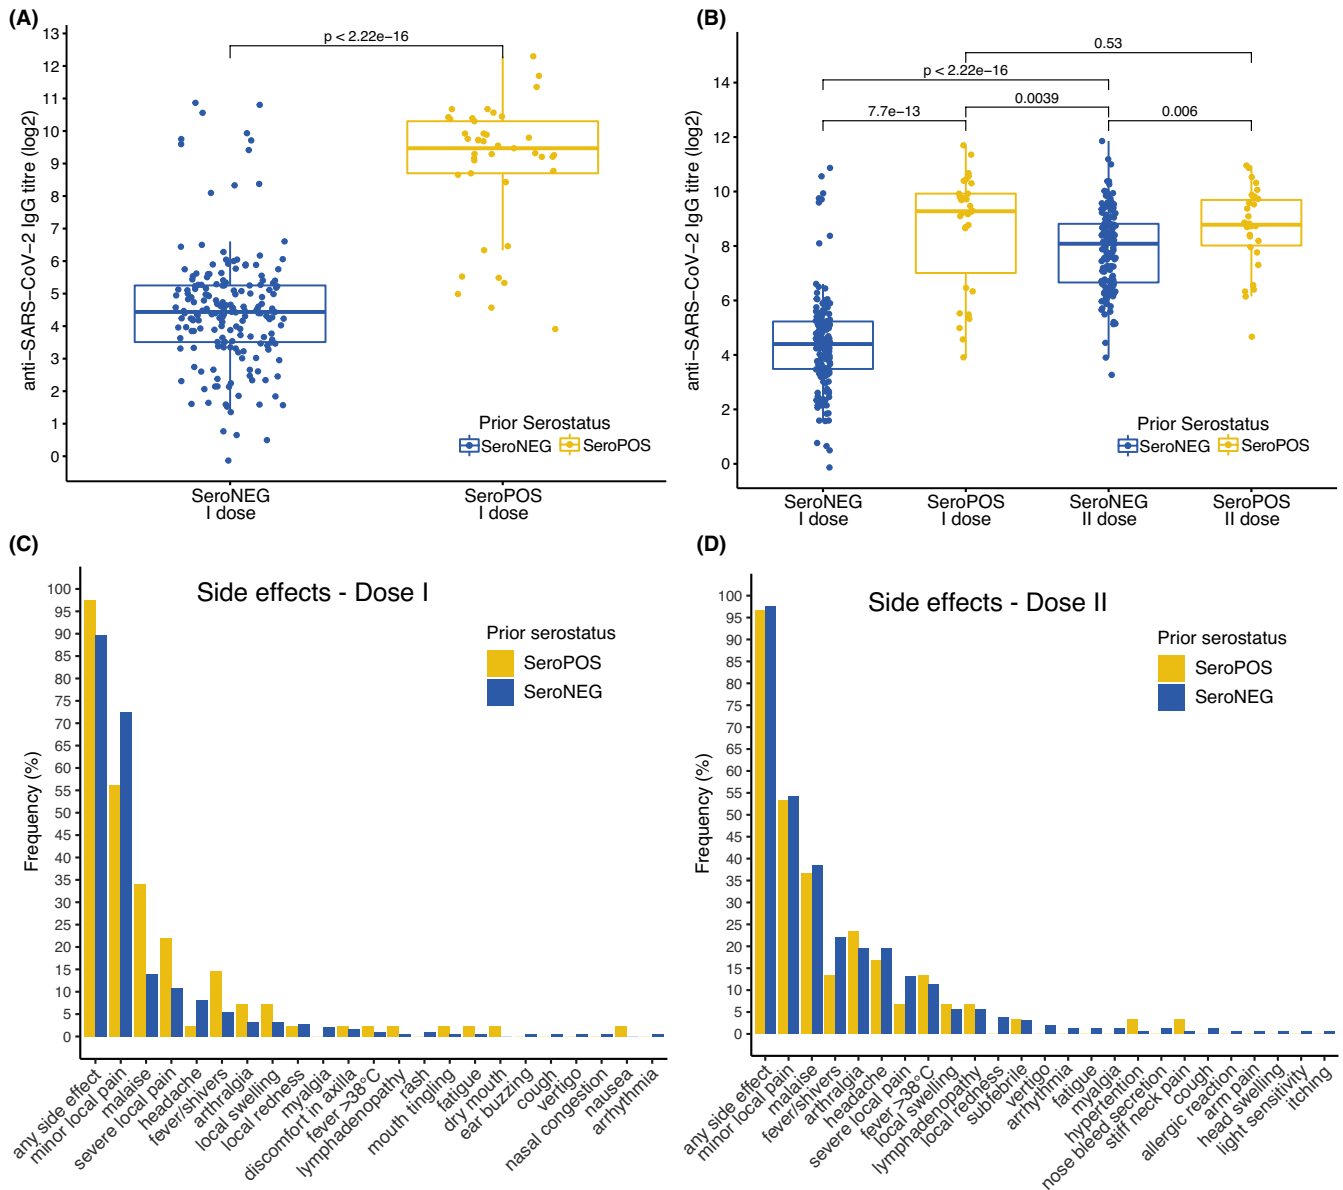 (A)
anti−SARS−CoV−2 IgG titre (log2)
13
12
11
10
9
8
7
6
5
4
3
2
1
0
p < 2.22e−16
Prior Serostatus
SeroNEG SeroPOS
SeroNEG
I dose
SeroPOS
I dose
(B)
anti−SARS−CoV−2 IgG titre (log2)
14
12
10
8
6
4
2
0
0.53
p < 2.22e−16
7.7e−13
0.0039
0.006
Prior Serostatus
SeroNEG SeroPOS
SeroNEG
I dose
SeroPOS
I dose
SeroNEG
II dose
SeroPOS
II dose
(C)
Side effects - Dose I
Prior serostatus
SeroPOS
SeroNEG
Frequency (%)
100
95
90
85
80
75
70
65
60
55
50
45
40
35
30
25
20
15
10
5
0
any side effect
minor local pain
malaise
severe local pain
headache
fever/shivers
arthralgia
local swelling
local redness
myalgia
discomfort in axilla
fever >38°C
lymphadenopathy
rash
mouth tingling
fatigue
dry mouth
ear buzzing
cough
vertigo
nasal congestion
nausea
arrhythmia
(D)
Side effects - Dose II
Prior serostatus
SeroPOS
SeroNEG
Frequency (%)
100
95
90
85
80
75
70
65
60
55
50
45
40
35
30
25
20
15
10
5
0
any side effect
minor local pain
malaise
fever/shivers
arthralgia
headache
severe local pain
fever >38°C
local swelling
lymphadenopathy
local redness
subfebrile
vertigo
arrhythmia
fatigue
myalgia
hypertention
nose bleed secretion
stiff neck pain
cough
allergic reaction
arm pain
head swelling
light sensitivity
itching